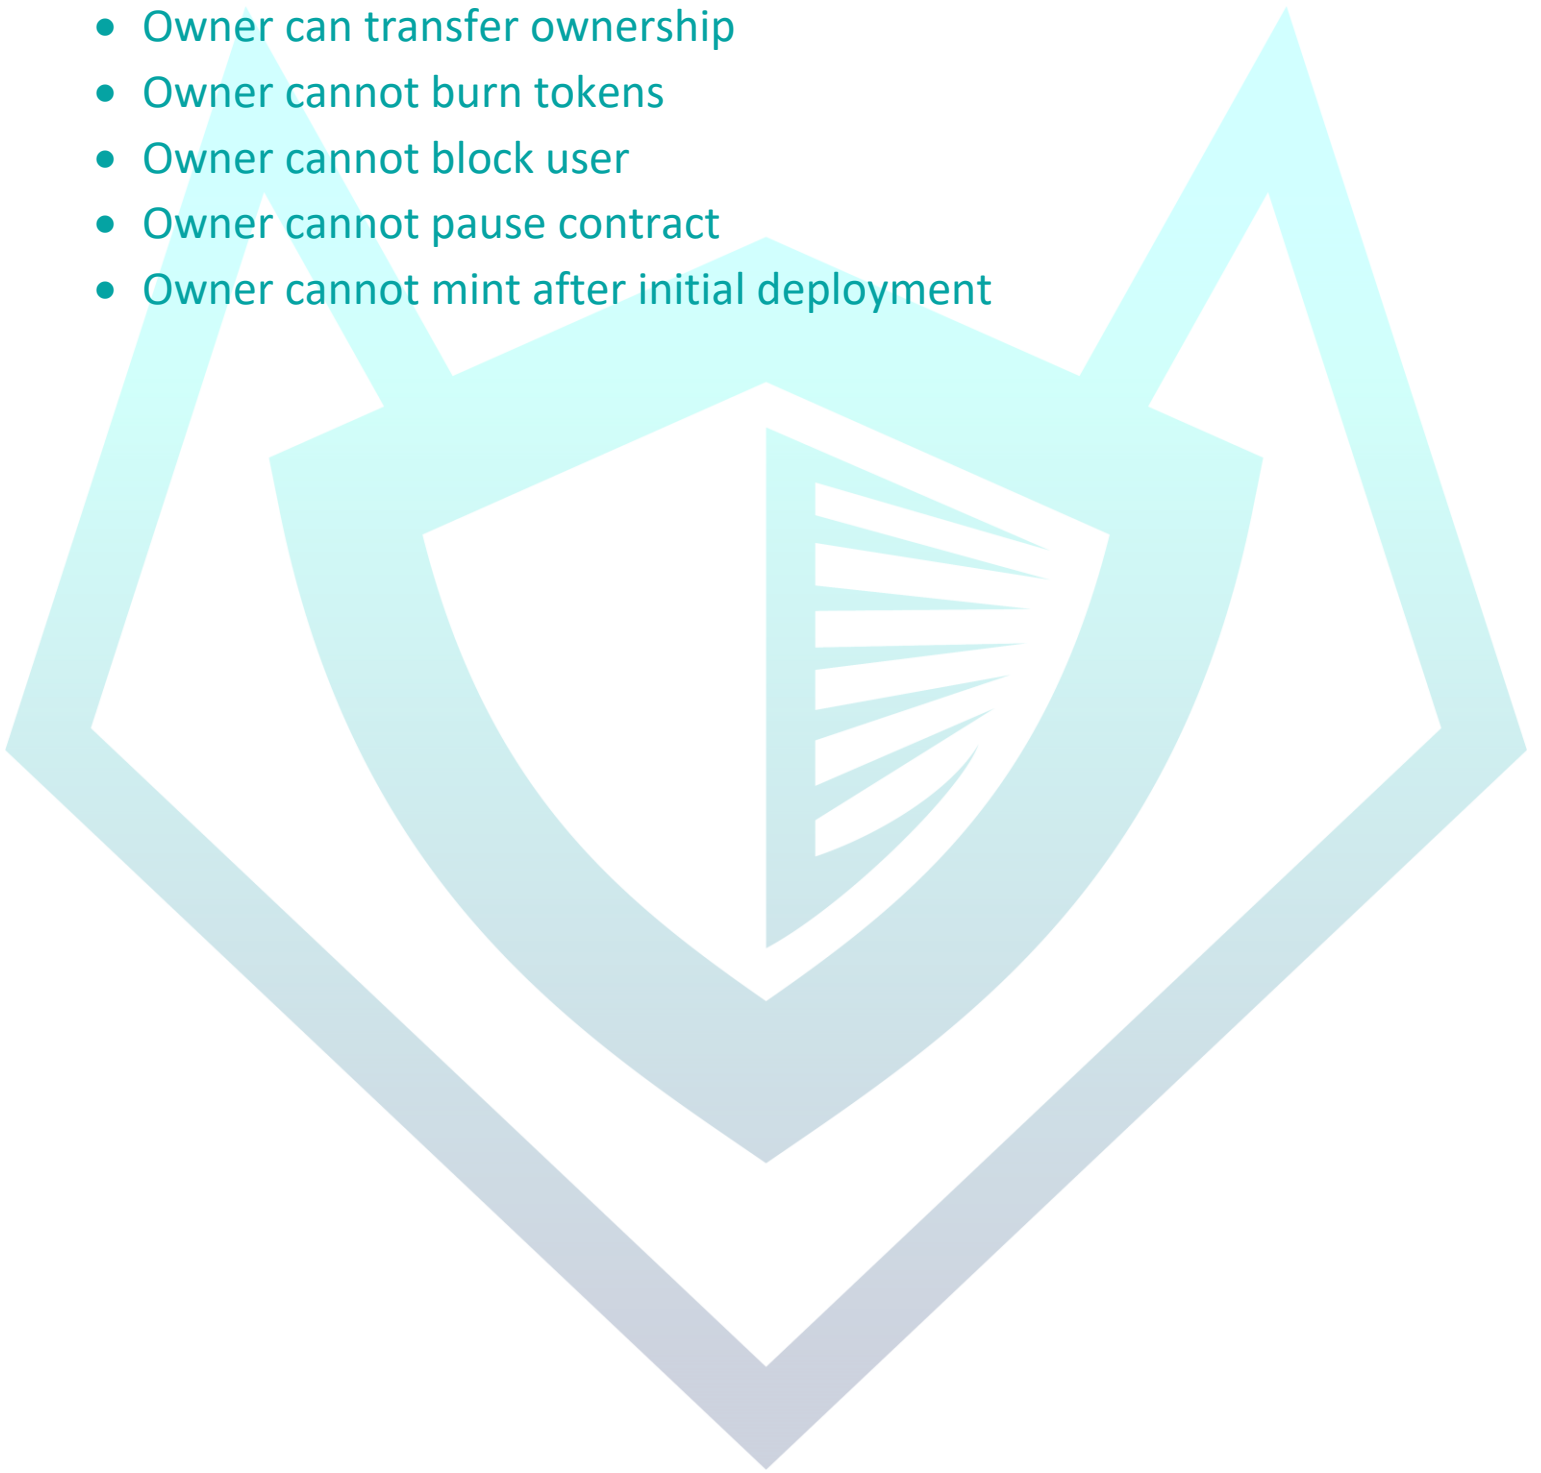 • Owner can transfer ownership
• Owner cannot burn tokens
• Owner cannot block user
• Owner cannot pause contract
• Owner cannot mint after initial deployment